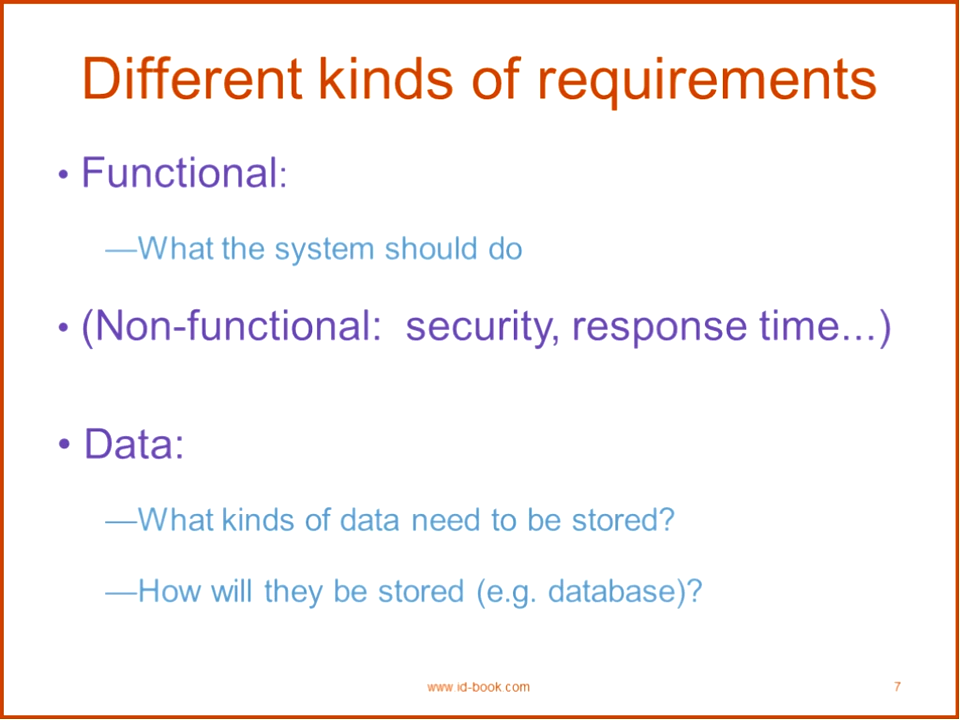 Different kinds of requirements
• Functional:
—What the system should do
• (Non-functional:  security, response time...)
• Data:
—What kinds of data need to be stored?
—How will they be stored (e.g. database)?
www.id-book.com
7